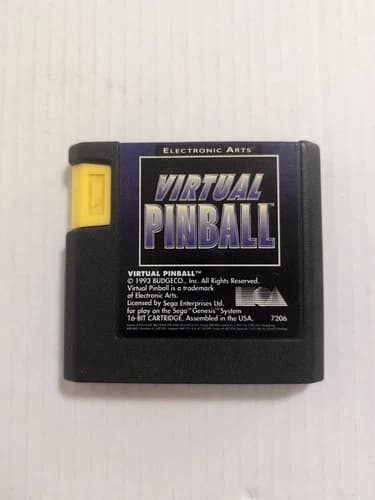 ELECTRONIC ARTS®
VIRTUAL
PINBALL™
VIRTUAL PINBALL™
© 1993 BUDGECO., Inc. All Rights Reserved.
Virtual Pinball is a trademark
of Electronic Arts.
Licensed by Sega Enterprises Ltd.
for play on the Sega™ Genesis™ System
16-BIT CARTRIDGE, Assembled in the USA. 7206